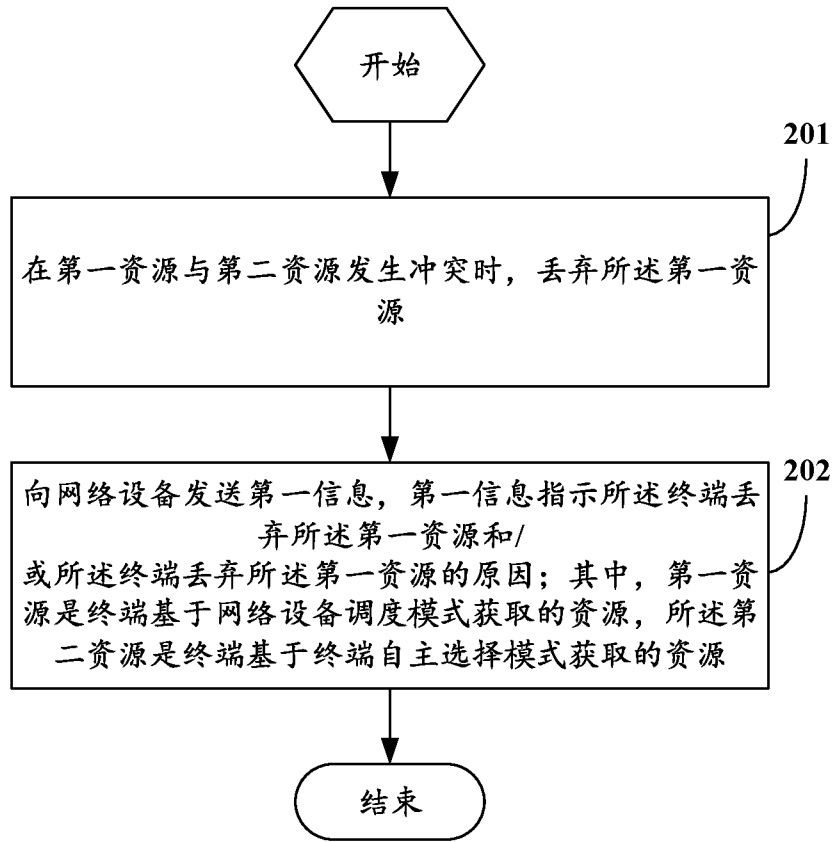 开始
201
在第一资源与第二资源发生冲突时，丢弃所述第一资
源
202
向网络设备发送第一信息，第一信息指示所述终端丢
弃所述第一资源和/
或所述终端丢弃所述第一资源的原因；其中，第一资
源是终端基于网络设备调度模式获取的资源，所述第
二资源是终端基于终端自主选择模式获取的资源
结束